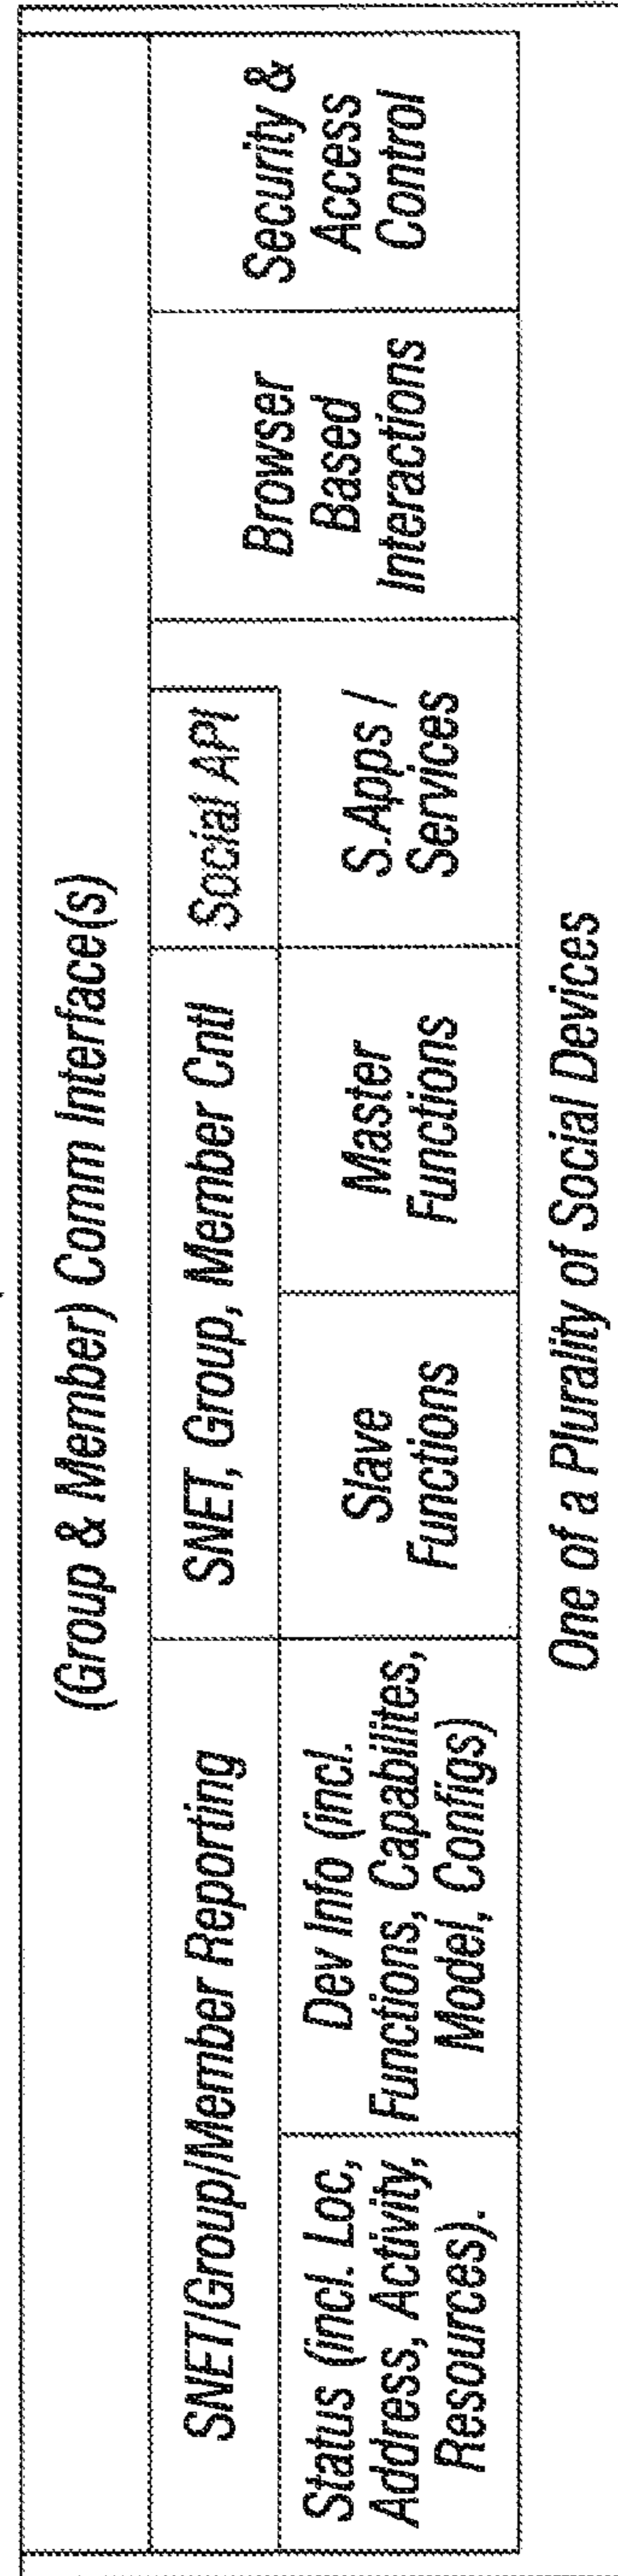 (Group & Member) Comm Interface(s)
SNET/Group/Member Reporting
SNET, Group, Member Cntl
Social API
Status (incl. Loc,
Address, Activity,
Resources).
Dev Info (incl.
Functions, Capabilites,
Model, Configs)
Slave
Functions
Master
Functions
S.Apps /
Services
Browser
Based
Interactions
Security &
Access
Control
One of a Plurality of Social Devices